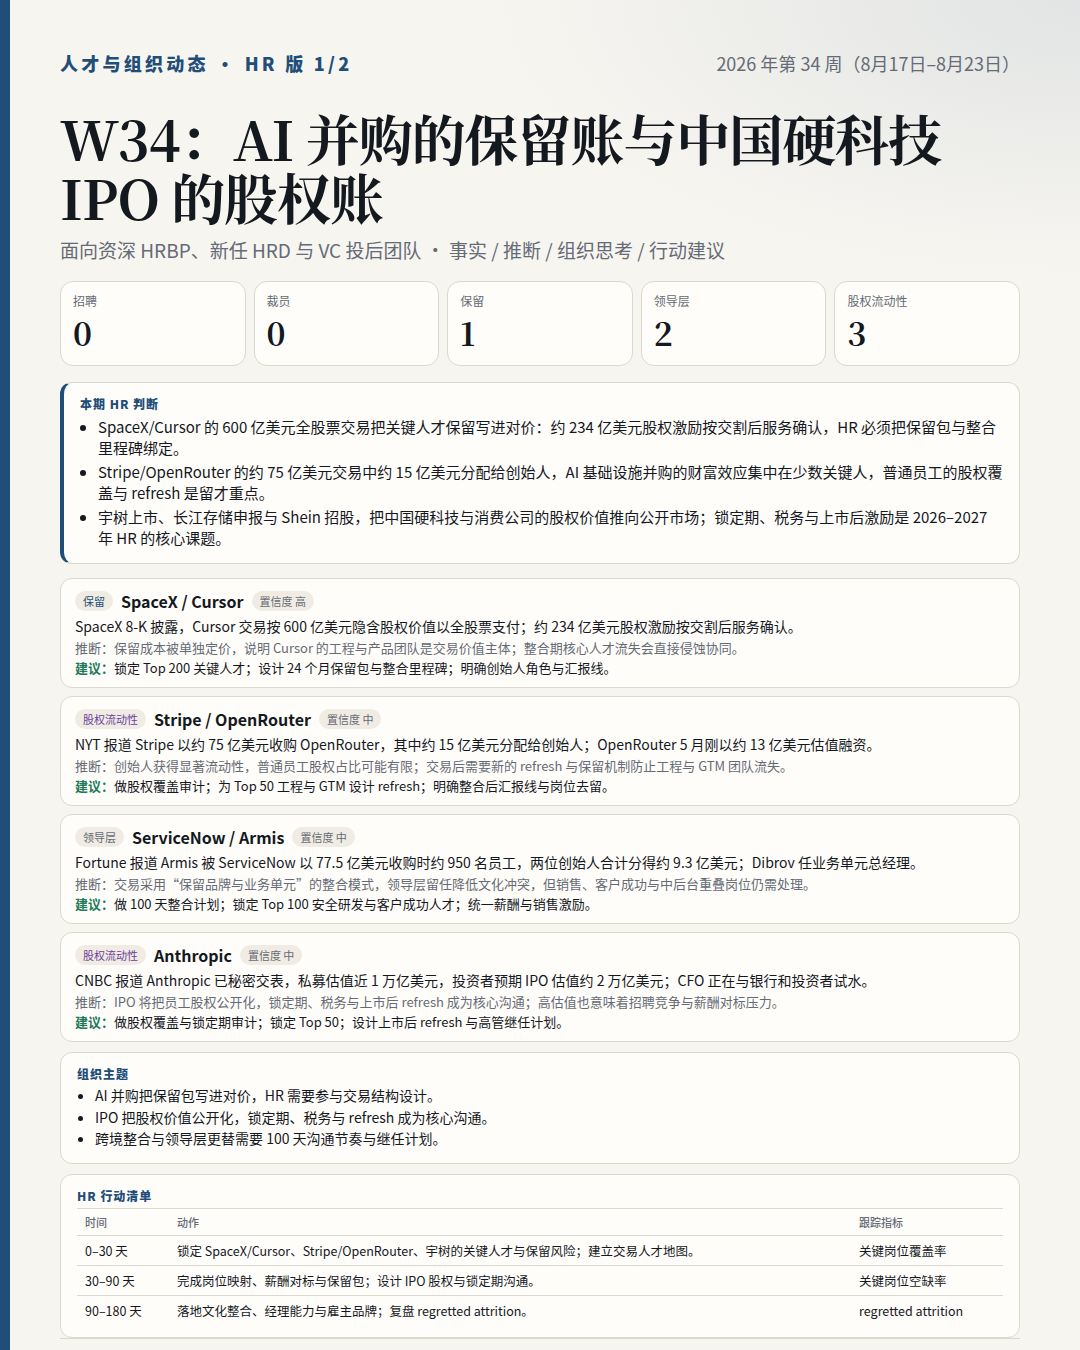 人才与组织动态 · HR 版 1/2
2026 年第 34 周（8月17日–8月23日）
W34：AI 并购的保留账与中国硬科技
IPO 的股权账
面向资深 HRBP、新任 HRD 与 VC 投后团队 · 事实 / 推断 / 组织思考 / 行动建议
招聘
0
裁员
0
保留
1
领导层
2
股权流动性
3
本期 HR 判断
• SpaceX/Cursor 的 600 亿美元全股票交易把关键人才保留写进对价：约 234 亿美元股权激励按交割后服务确认，HR 必须把保留包与整合
里程碑绑定。
• Stripe/OpenRouter 的约 75 亿美元交易中约 15 亿美元分配给创始人，AI 基础设施并购的财富效应集中在少数关键人，普通员工的股权覆
盖与 refresh 是留才重点。
• 宇树上市、长江存储申报与 Shein 招股，把中国硬科技与消费公司的股权价值推向公开市场；锁定期、税务与上市后激励是 2026–2027
年 HR 的核心课题。
保留 SpaceX / Cursor 置信度 高
SpaceX 8-K 披露，Cursor 交易按 600 亿美元隐含股权价值以全股票支付；约 234 亿美元股权激励按交割后服务确认。
推断：保留成本被单独定价，说明 Cursor 的工程与产品团队是交易价值主体；整合期核心人才流失会直接侵蚀协同。
建议：锁定 Top 200 关键人才；设计 24 个月保留包与整合里程碑；明确创始人角色与汇报线。
股权流动性 Stripe / OpenRouter 置信度 中
NYT 报道 Stripe 以约 75 亿美元收购 OpenRouter，其中约 15 亿美元分配给创始人；OpenRouter 5 月刚以约 13 亿美元估值融资。
推断：创始人获得显著流动性，普通员工股权占比可能有限；交易后需要新的 refresh 与保留机制防止工程与 GTM 团队流失。
建议：做股权覆盖审计；为 Top 50 工程与 GTM 设计 refresh；明确整合后汇报线与岗位去留。
领导层 ServiceNow / Armis 置信度 中
Fortune 报道 Armis 被 ServiceNow 以 77.5 亿美元收购时约 950 名员工，两位创始人合计分得约 9.3 亿美元；Dibrov 任业务单元总经理。
推断：交易采用“保留品牌与业务单元”的整合模式，领导层留任降低文化冲突，但销售、客户成功与中后台重叠岗位仍需处理。
建议：做 100 天整合计划；锁定 Top 100 安全研发与客户成功人才；统一薪酬与销售激励。
股权流动性 Anthropic 置信度 中
CNBC 报道 Anthropic 已秘密交表，私募估值近 1 万亿美元，投资者预期 IPO 估值约 2 万亿美元；CFO 正在与银行和投资者试水。
推断：IPO 将把员工股权公开化，锁定期、税务与上市后 refresh 成为核心沟通；高估值也意味着招聘竞争与薪酬对标压力。
建议：做股权覆盖与锁定期审计；锁定 Top 50；设计上市后 refresh 与高管继任计划。
组织主题
• AI 并购把保留包写进对价，HR 需要参与交易结构设计。
• IPO 把股权价值公开化，锁定期、税务与 refresh 成为核心沟通。
• 跨境整合与领导层更替需要 100 天沟通节奏与继任计划。
HR 行动清单
时间 动作 跟踪指标
0–30 天 锁定 SpaceX/Cursor、Stripe/OpenRouter、宇树的关键人才与保留风险；建立交易人才地图。 关键岗位覆盖率
30–90 天 完成岗位映射、薪酬对标与保留包；设计 IPO 股权与锁定期沟通。 关键岗位空缺率
90–180 天 落地文化整合、经理能力与雇主品牌；复盘 regretted attrition。 regretted attrition